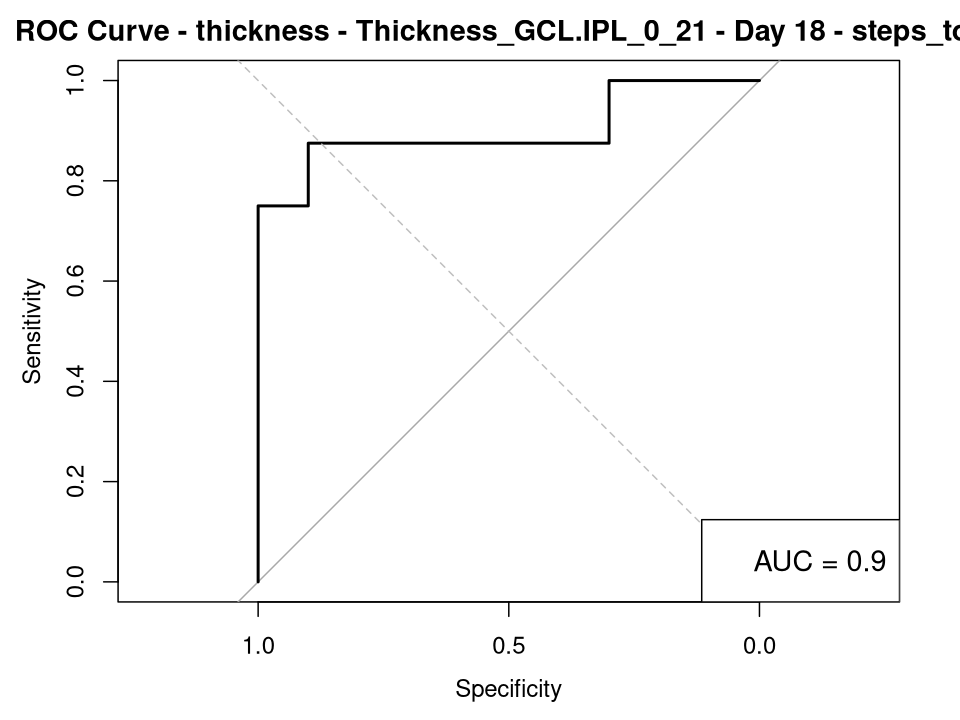 ROC Curve - thickness - Thickness_GCL.IPL_0_21 - Day 18 - steps_to
1.0
0.8
0.6
0.4
0.2
0.0
Sensitivity
AUC = 0.9
1.0 0.5 0.0
Specificity